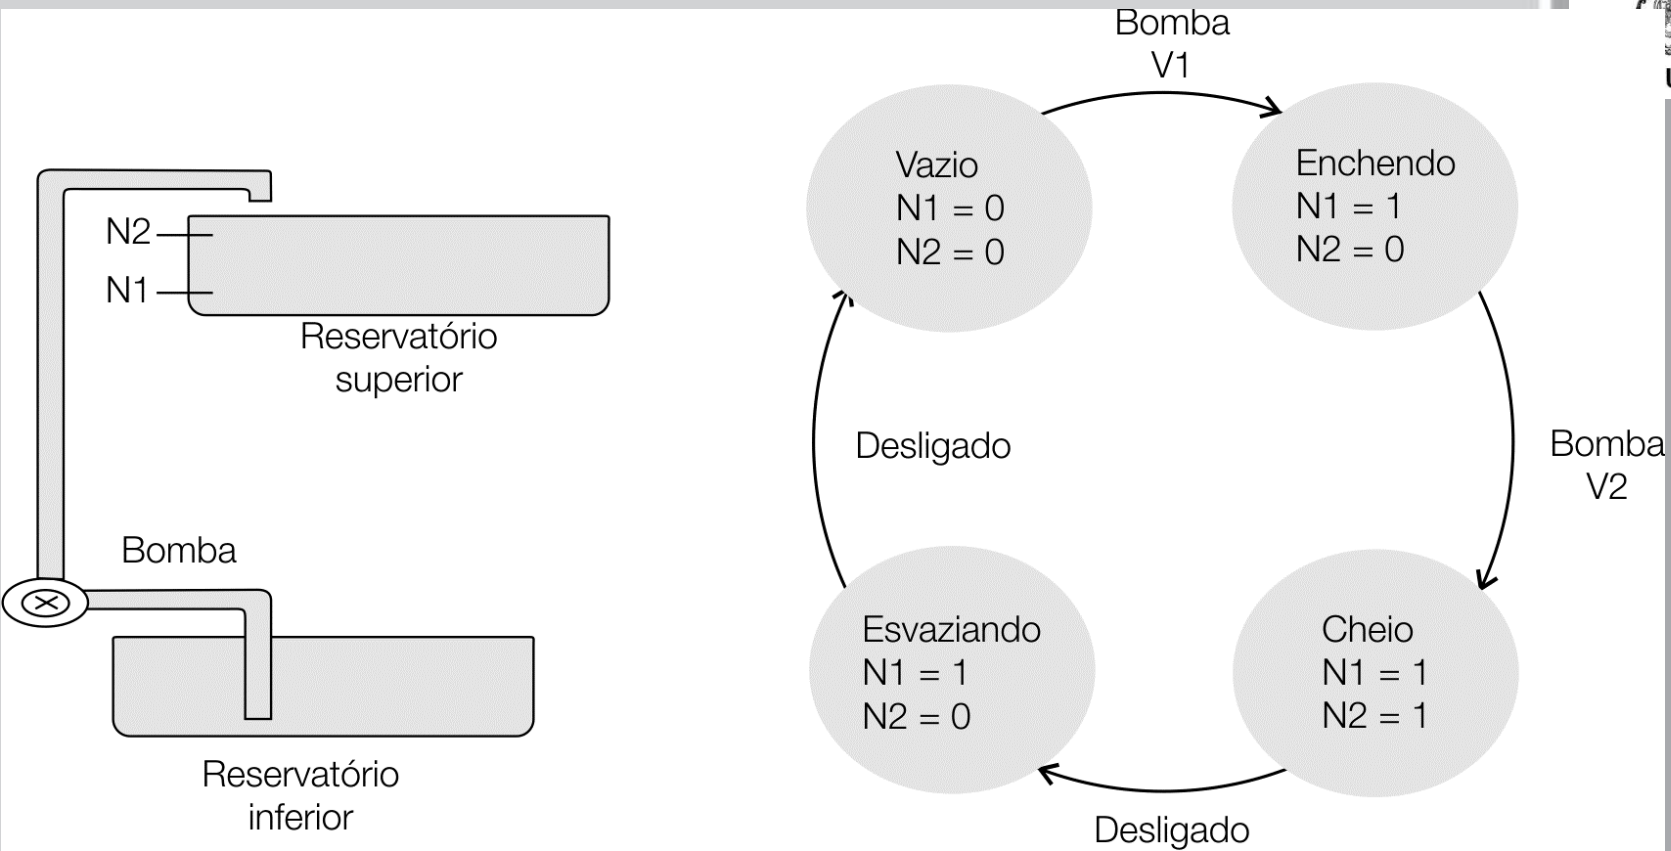 N2
N1
Reservatório
superior
Bomba
Reservatório
inferior
Bomba
V1
Vazio
N1 = 0
N2 = 0
Enchendo
N1 = 1
N2 = 0
Desligado
Bomba
V2
Esvaziando
N1 = 1
N2 = 0
Cheio
N1 = 1
N2 = 1
Desligado